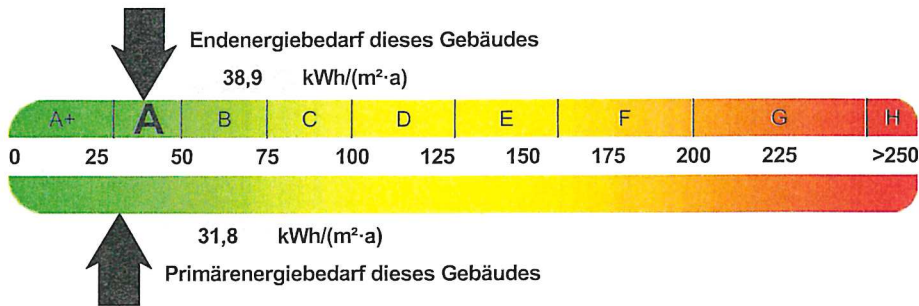 Endenergiebedarf dieses Gebäudes
38,9 kWh/(m²·a)
A+ A B C D E F G H
0 25 50 75 100 125 150 175 200 225 >250
31,8 kWh/(m²·a)
Primärenergiebedarf dieses Gebäudes